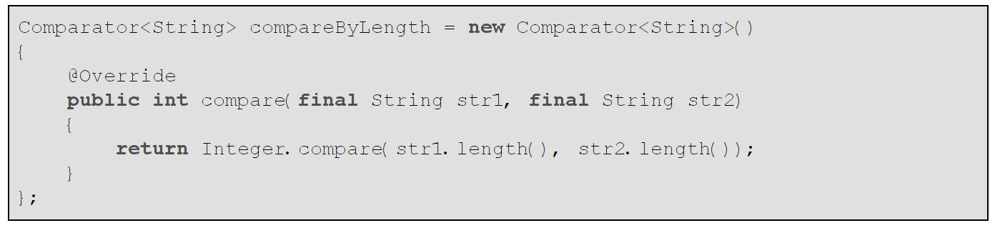 Comparator<String> compareByLength = new Comparator<String>()
{
@Override
public int compare(final String str1, final String str2)
{
return Integer.compare(str1.length(), str2.length());
}
};